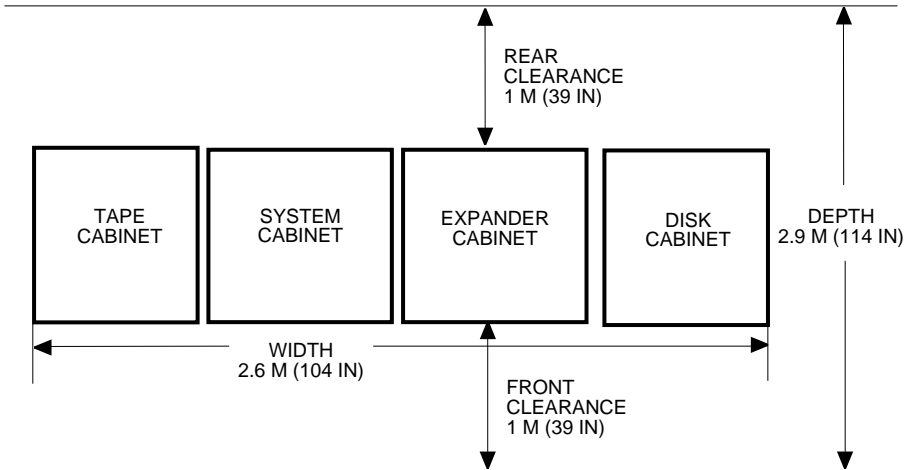 REAR
CLEARANCE
1 M (39 IN)
TAPE
CABINET
SYSTEM
CABINET
EXPANDER
CABINET
DISK
CABINET
DEPTH
2.9 M (114 IN)
WIDTH
2.6 M (104 IN)
FRONT
CLEARANCE
1 M (39 IN)